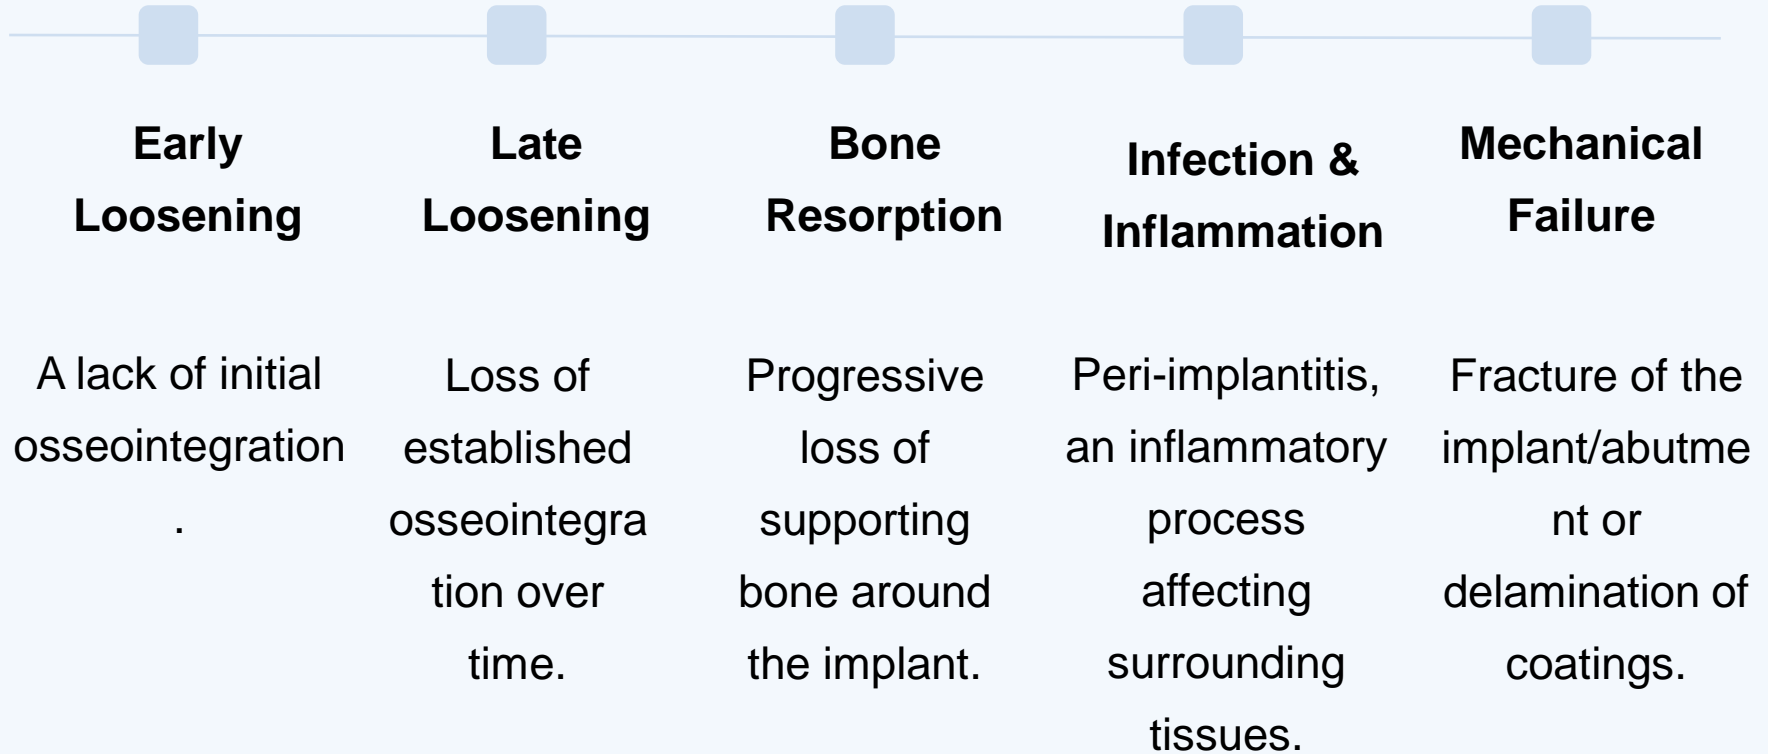 Early
Loosening
A lack of initial
osseointegration
.
Late
Loosening
Loss of
established
osseointegra
tion over
time.
Bone
Resorption
Progressive
loss of
supporting
bone around
the implant.
Infection &
Inflammation
Peri-implantitis,
an inflammatory
process
affecting
surrounding
tissues.
Mechanical
Failure
Fracture of the
implant/abutme
nt or
delamination of
coatings.